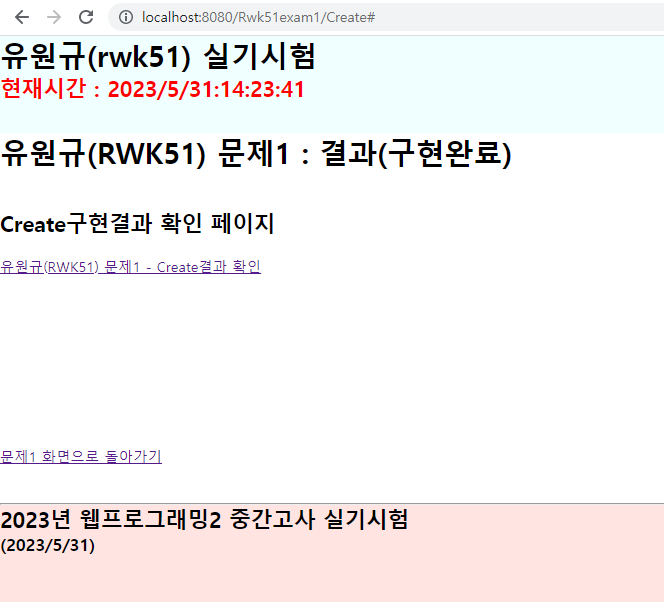 localhost:8080/Rwk51exam1/Create#
유원규(rwk51) 실기시험
현재시간 : 2023/5/31:14:23:41
유원규(RWK51) 문제1 : 결과(구현완료)
Create구현결과 확인 페이지
유원규(RWK51) 문제1 - Create결과 확인
문제1 화면으로 돌아가기
2023년 웹프로그래밍2 중간고사 실기시험
(2023/5/31)